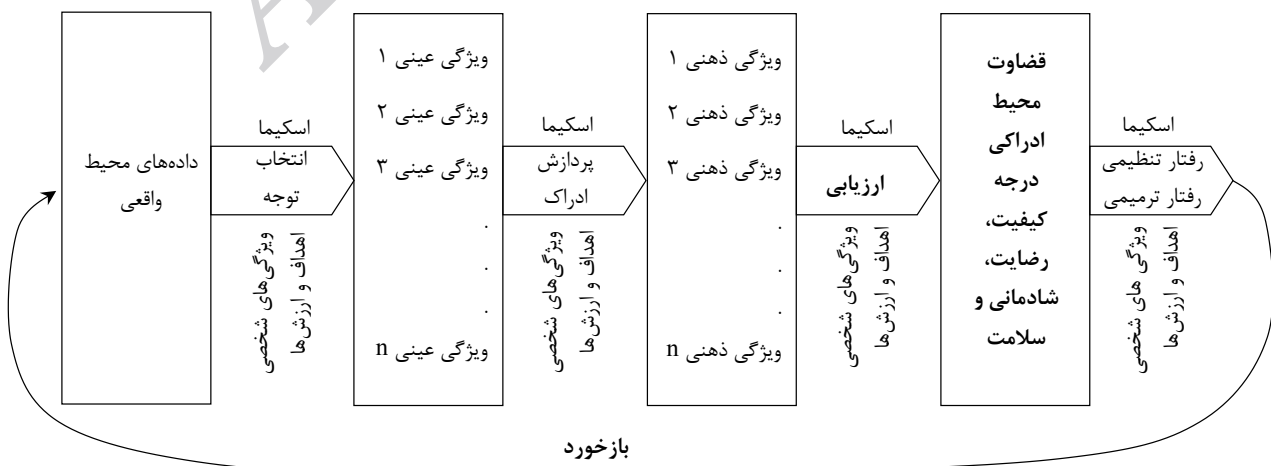 داده‌های محیط
واقعی
اسکیما
انتخاب
توجه
ویژگی‌های شخصی
اهداف و ارزش‌ها
ویژگی عینی ۱
ویژگی عینی ۲
ویژگی عینی ۳
.
.
.
ویژگی عینی n
اسکیما
پردازش
ادراک
ویژگی‌های شخصی
اهداف و ارزش‌ها
ویژگی ذهنی ۱
ویژگی ذهنی ۲
ویژگی ذهنی ۳
.
.
.
ویژگی ذهنی n
اسکیما
ارزیابی
ویژگی های شخصی
اهداف و ارزش‌ها
قضاوت
محیط
ادراکی
درجه
کیفیت،
رضایت،
شادمانی و
سلامت
اسکیما
رفتار تنظیمی
رفتار ترمیمی
ویژگی های شخصی
اهداف و ارزش‌ها
بازخورد